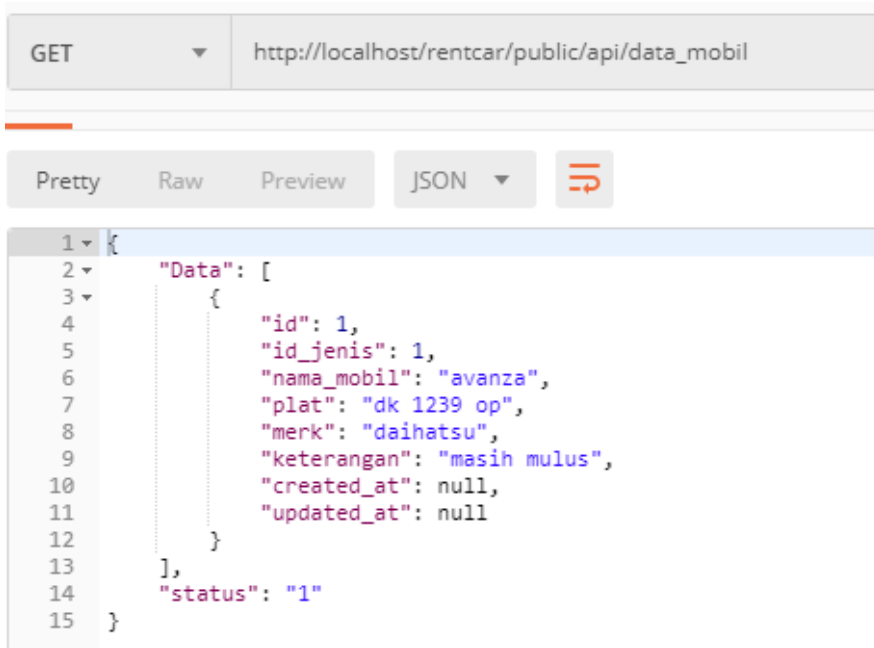 GET http://localhost/rentcar/public/api/data_mobil
Pretty Raw Preview JSON
1 {
2 "Data": [
3 {
4 "id": 1,
5 "id_jenis": 1,
6 "nama_mobil": "avanza",
7 "plat": "dk 1239 op",
8 "merk": "daihatsu",
9 "keterangan": "masih mulus",
10 "created_at": null,
11 "updated_at": null
12 }
13 ],
14 "status": "1"
15 }